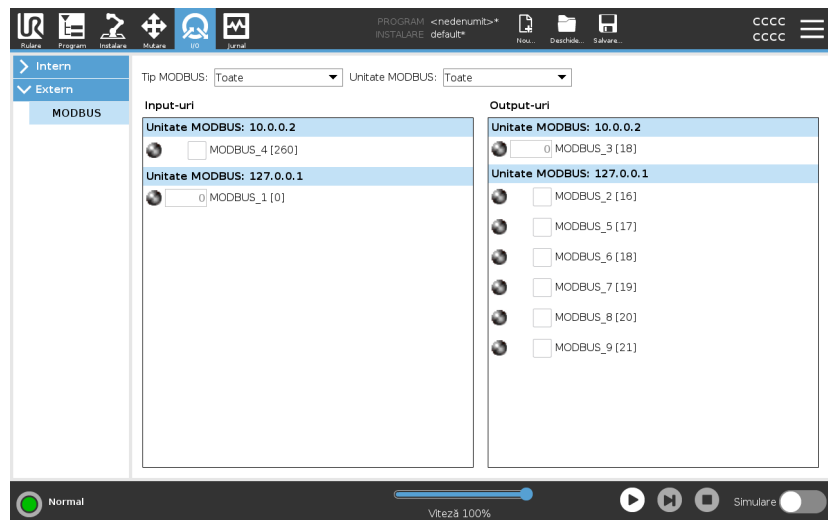 UR
Rulare
Program
Instalare
Mutare
I/O
Jurnal
PROGRAM <nedenumit>*
INSTALARE default*
Nou...
Deschide...
Salvare...
CCCC
CCCC
Intern
Extern
MODBUS
Tip MODBUS: Toate
Unitate MODBUS: Toate
Input-uri
Unitate MODBUS: 10.0.0.2
MODBUS_4 [260]
Unitate MODBUS: 127.0.0.1
0 MODBUS_1 [0]
Output-uri
Unitate MODBUS: 10.0.0.2
0 MODBUS_3 [18]
Unitate MODBUS: 127.0.0.1
MODBUS_2 [16]
MODBUS_5 [17]
MODBUS_6 [18]
MODBUS_7 [19]
MODBUS_8 [20]
MODBUS_9 [21]
Normal
Viteză 100%
Simulare